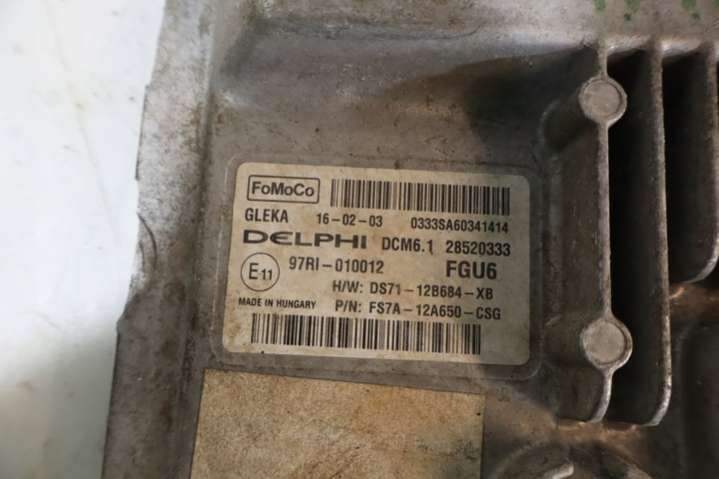 FoMoCo
GLEKA 16-02-03 0333SA60341414
DELPHI DCM6.1 28520333
E11 97RI-010012 FGU6
H/W: DS71-12B684-XB
MADE IN HUNGARY P/N: FS7A-12A650-CSG